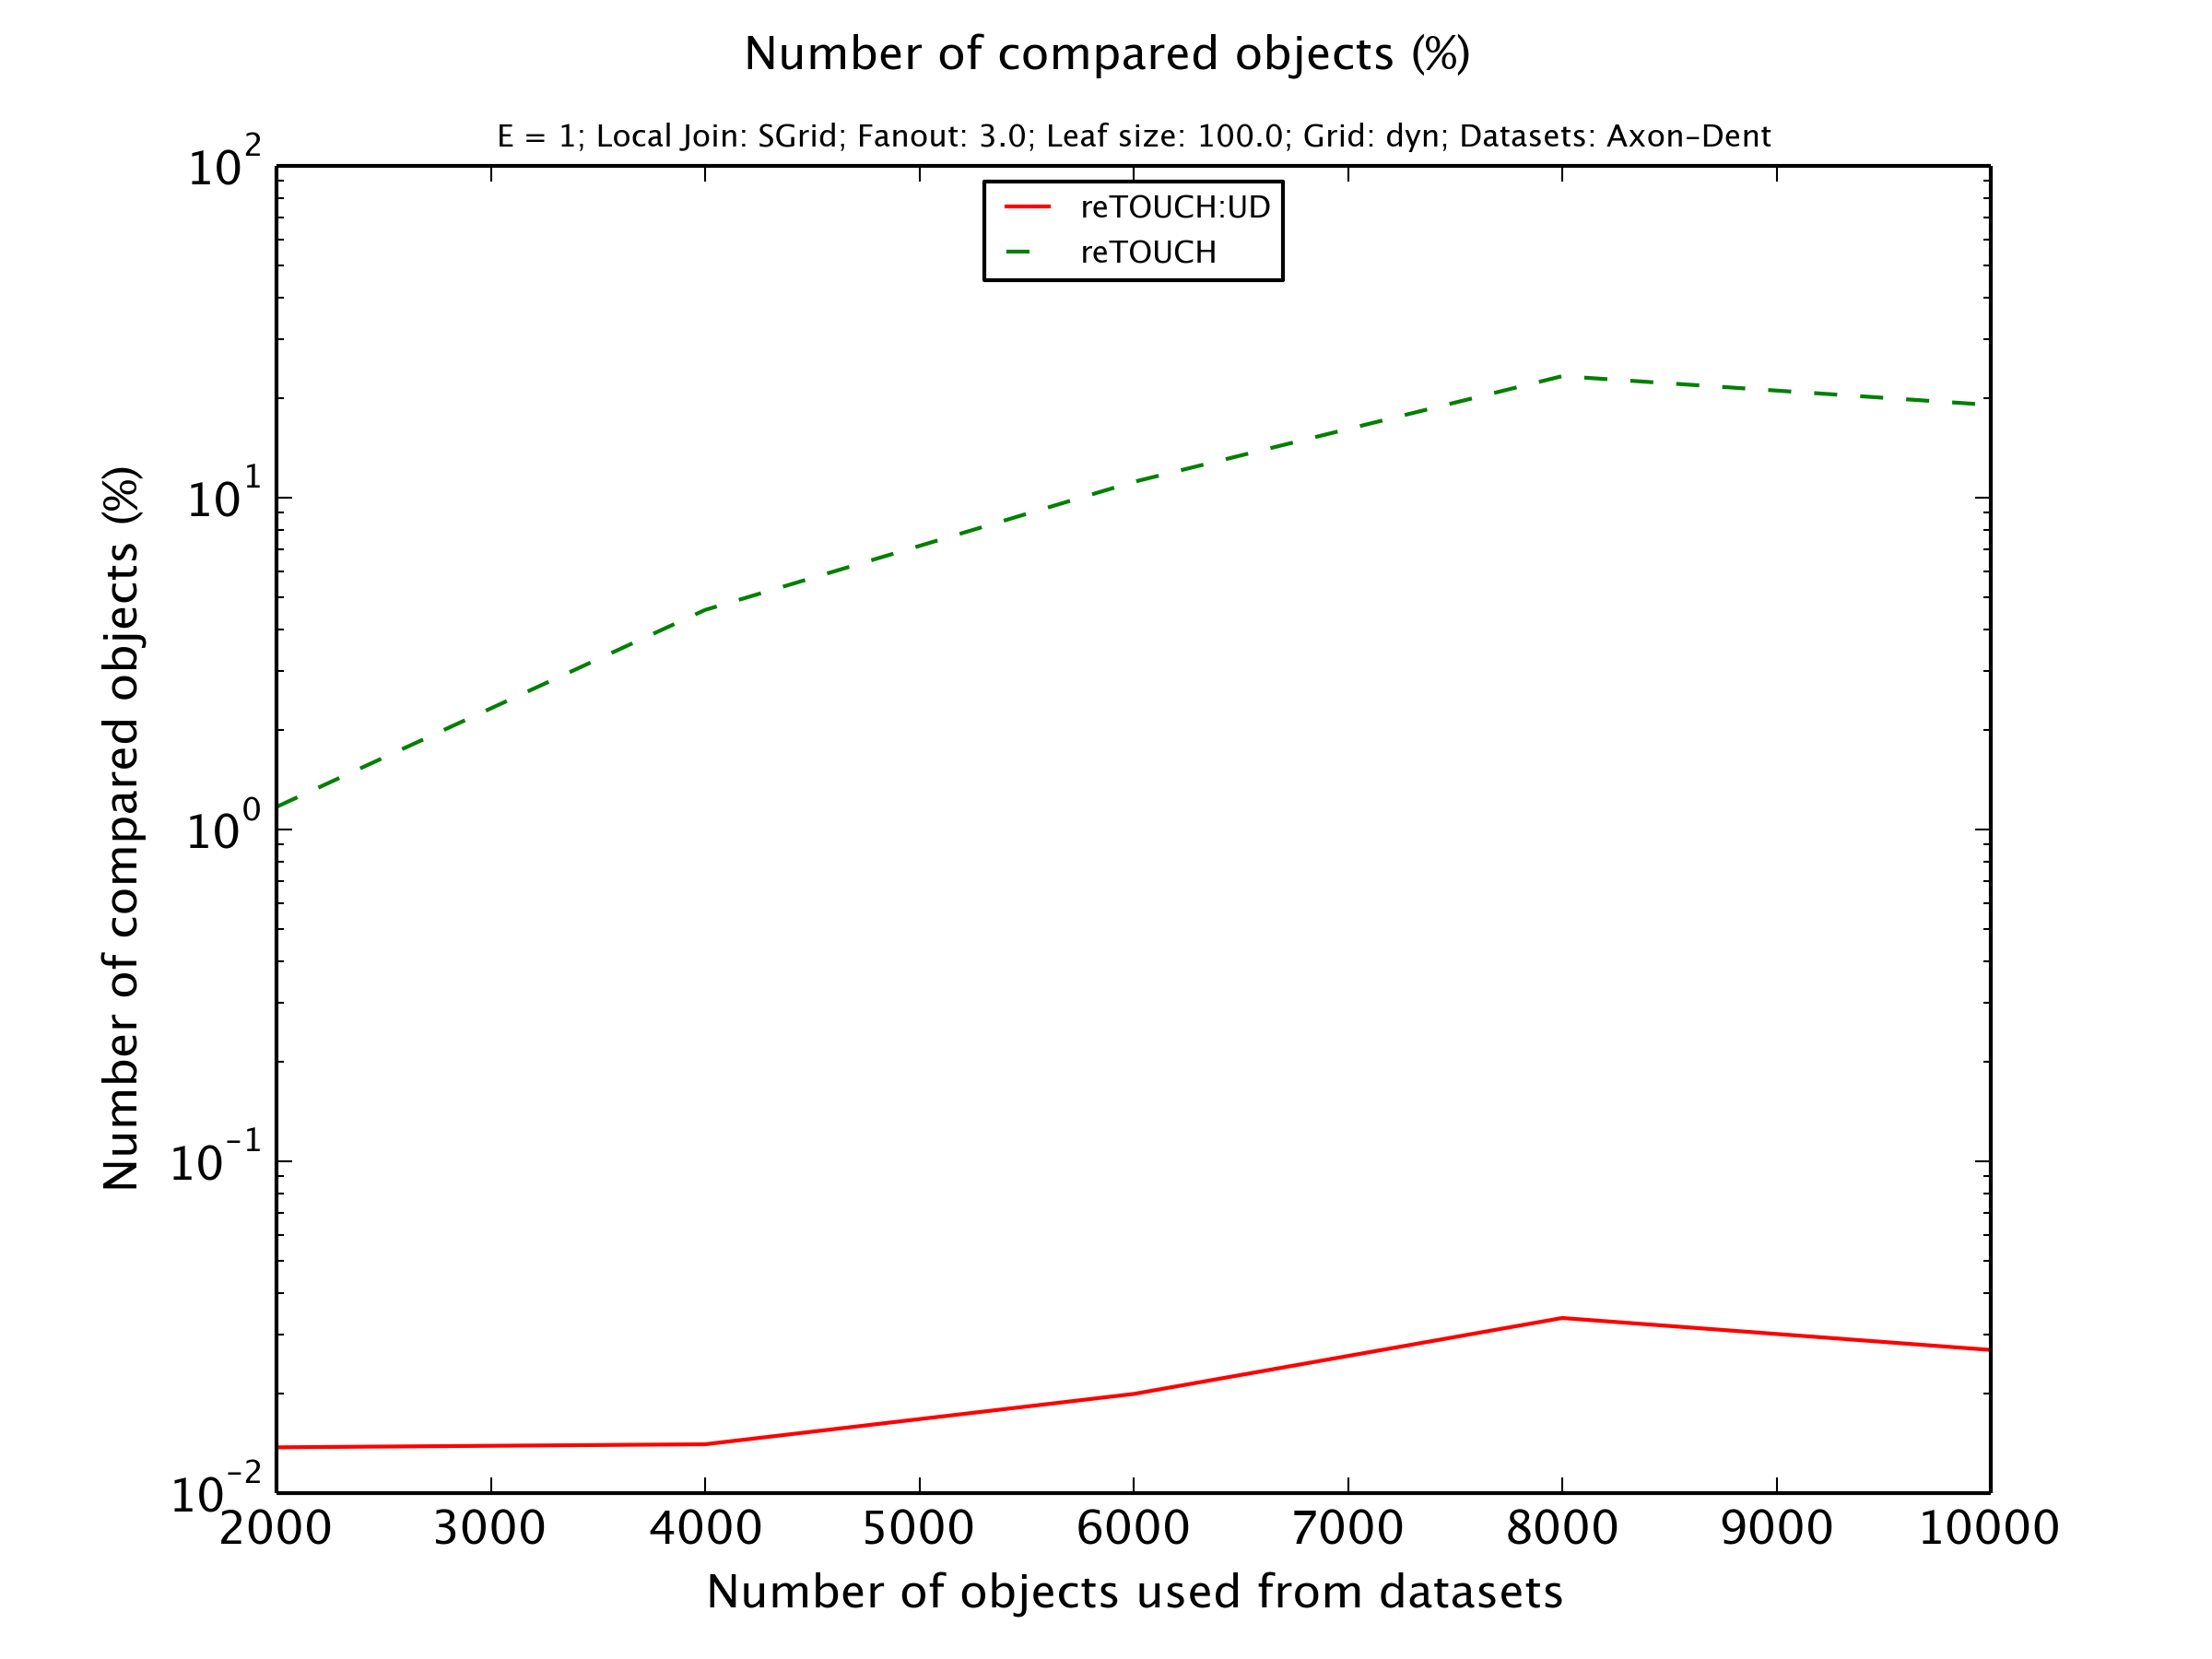 Number of compared objects (%)
E = 1; Local Join: SGrid; Fanout: 3.0; Leaf size: 100.0; Grid: dyn; Datasets: Axon-Dent
reTOUCH:UD
reTOUCH
Number of compared objects (%)
10^2
10^1
10^0
10^-1
10^-2
2000 3000 4000 5000 6000 7000 8000 9000 10000
Number of objects used from datasets